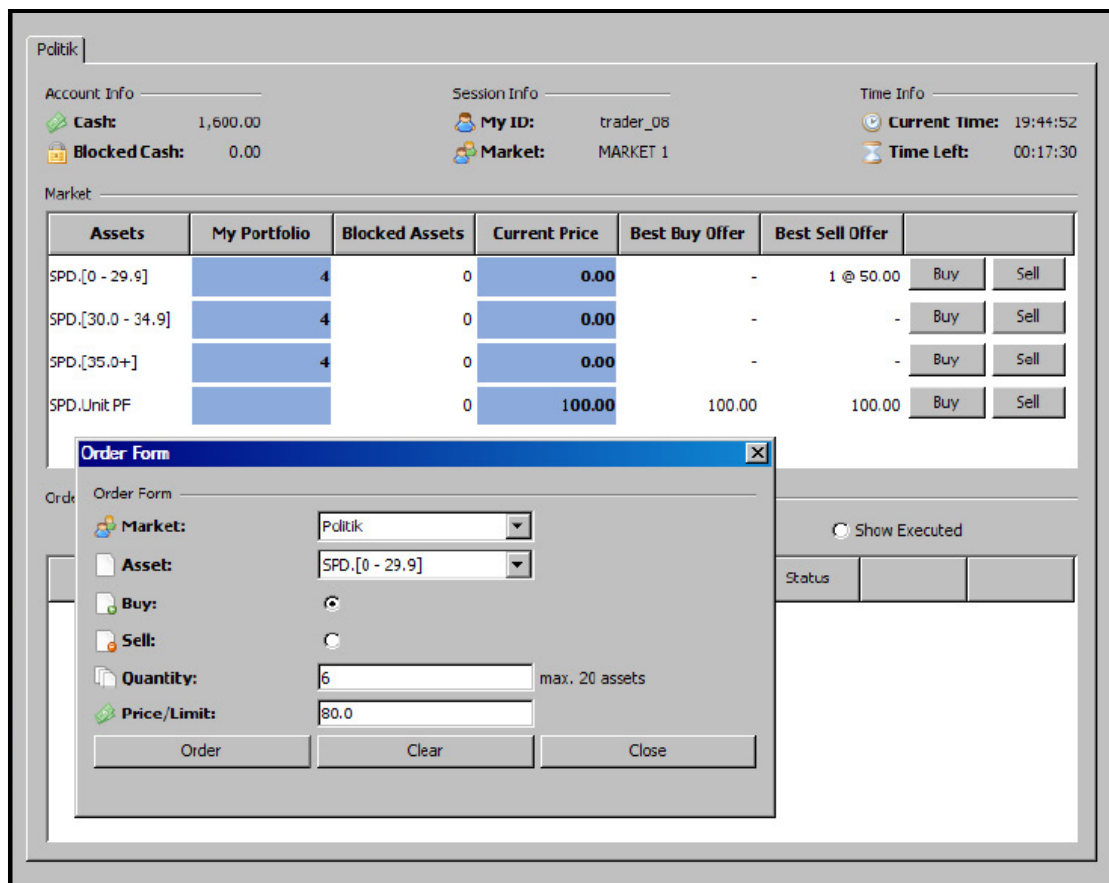 Politik
Account Info Session Info Time Info
Cash: 1,600.00 My ID: trader_08 Current Time: 19:44:52
Blocked Cash: 0.00 Market: MARKET 1 Time Left: 00:17:30
Market
Assets My Portfolio Blocked Assets Current Price Best Buy Offer Best Sell Offer
SPD.[0 - 29.9] 4 0 0.00 - 1 @ 50.00 Buy Sell
SPD.[30.0 - 34.9] 4 0 0.00 - - Buy Sell
SPD.[35.0+] 4 0 0.00 - - Buy Sell
SPD.Unit PF 0 100.00 100.00 100.00 Buy Sell
Order Form
Orde
Order Form
Market: Politik
Show Executed
Asset: SPD.[0 - 29.9]
Status
Buy:
Sell:
Quantity: 6 max. 20 assets
Price/Limit: 80.0
Order Clear Close